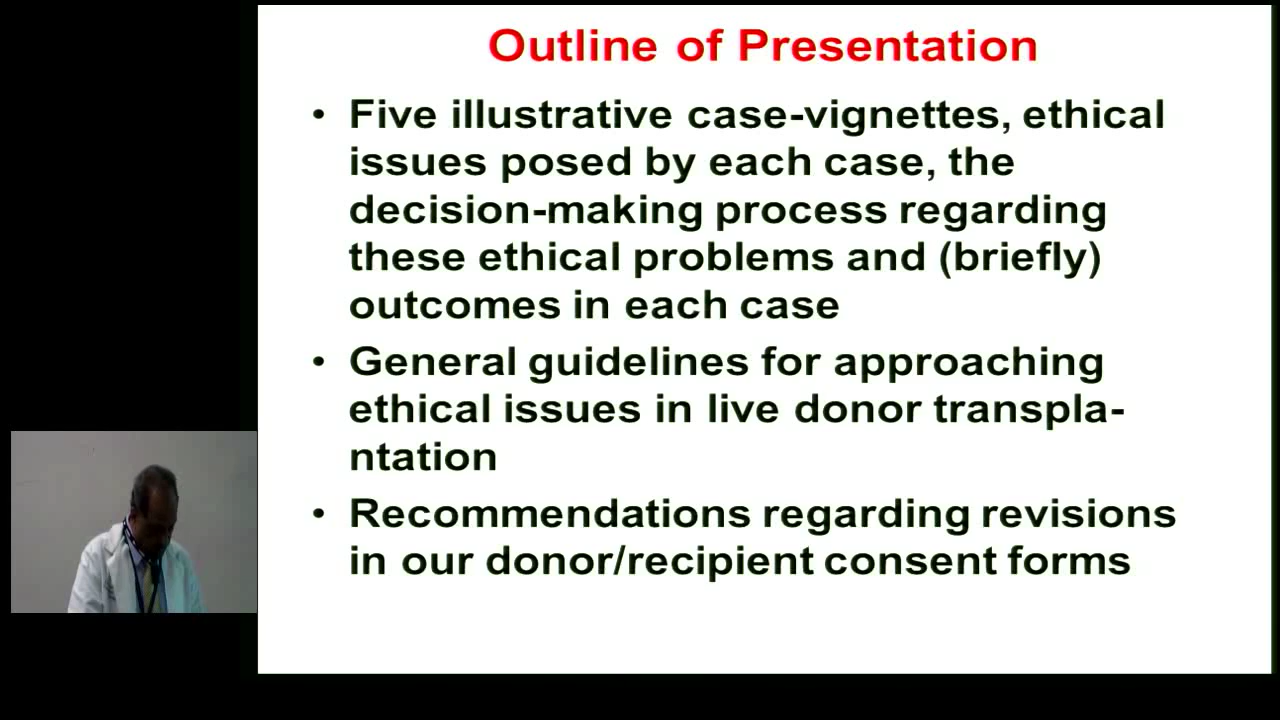 Outline of Presentation
• Five illustrative case-vignettes, ethical
issues posed by each case, the
decision-making process regarding
these ethical problems and (briefly)
outcomes in each case
• General guidelines for approaching
ethical issues in live donor transpla-
ntation
• Recommendations regarding revisions
in our donor/recipient consent forms